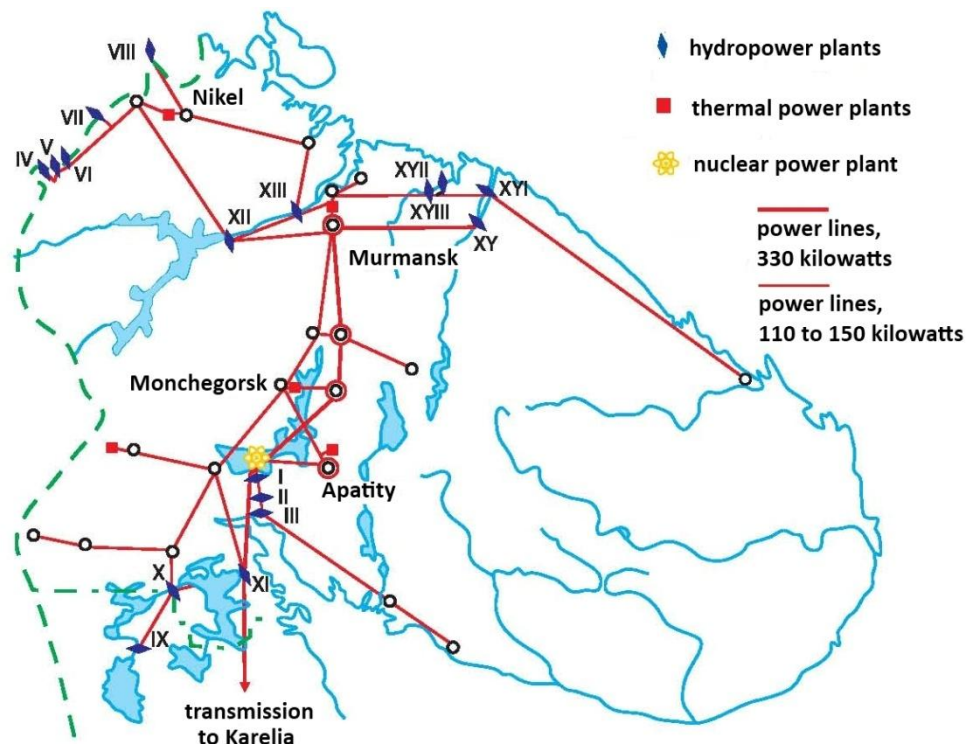 VIII
hydropower plants
Nikel
thermal power plants
VII
IV
V
VI
nuclear power plant
XYII
XIII
XYI
XYIII
XII
XY
power lines,
330 kilowatts
Murmansk
power lines,
110 to 150 kilowatts
Monchegorsk
I
Apatity
II
III
X
XI
IX
transmission
to Karelia